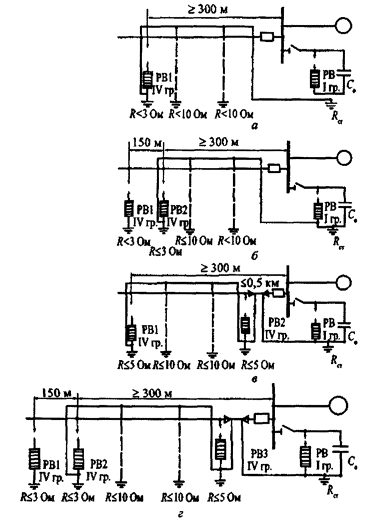 ≥ 300 м
РВ1
IV гр.
РВ
I гр.
R<3 Ом R<10 Ом R<10 Ом
а
150 м ≥ 300 м
РВ1
IV гр.
РВ2
IV гр.
РВ
I гр.
R<3 Ом R≤3 Ом R≤10 Ом R<10 Ом
б
≥ 300 м
≤0,5 км
РВ1
IV гр.
РВ2
IV гр.
РВ
I гр.
R≤5 Ом R≤10 Ом R≤10 Ом R≤5 Ом
в
150 м ≥ 300 м
РВ1
IV гр.
РВ2
IV гр.
РВ3
IV гр.
РВ
I гр.
R≤3 Ом R≤3 Ом R≤10 Ом R≤10 Ом R≤5 Ом
г